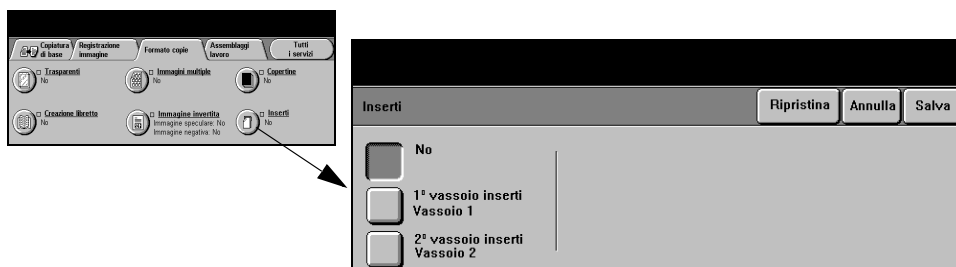 Copiatura di base
Registrazione immagine
Formato copie
Assemblaggi lavoro
Tutti i servizi
Trasparenti
No
Immagini multiple
No
Copertine
No
Creazione libretto
No
Immagine invertita
Immagine speculare: No
Immagine negativa: No
Inserti
No
Inserti
Ripristina
Annulla
Salva
No
1º vassoio inserti
Vassoio 1
2º vassoio inserti
Vassoio 2